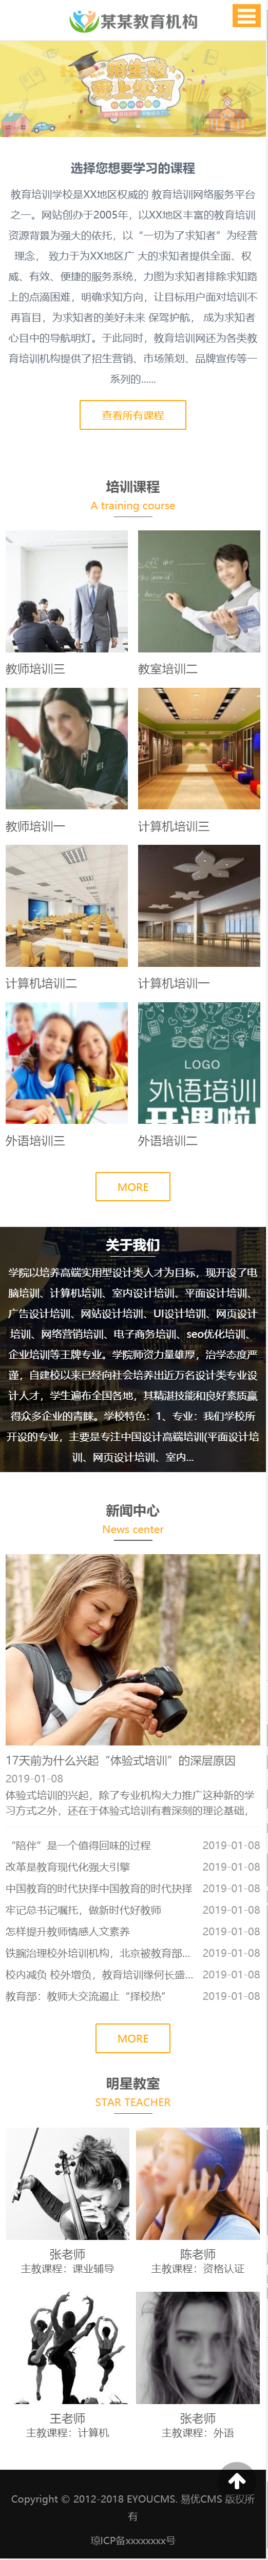 某某教育机构
招生啦
网上学习
选择您想要学习的课程
教育培训学校是XX地区权威的 教育培训网络服务平台
之一。网站创办于2005年，以XX地区丰富的教育培训
资源背景为强大的依托，以“一切为了求知者”为经营
理念， 致力于为XX地区广 大的求知者提供全面、权
威、有效、便捷的服务系统，力图为求知者排除求知路
上的点滴困难，明确求知方向，让目标用户面对培训不
再盲目，为求知者的美好未来 保驾护航， 成为求知者
心目中的导航明灯。于此同时，教育培训网还为各类教
育培训机构提供了招生营销、市场策划、品牌宣传等一
系列的......
查看所有课程
培训课程
A training course
教师培训三
教室培训二
教师培训一
计算机培训三
计算机培训二
计算机培训一
LOGO
外语培训
开课啦!
外语培训三
外语培训二
MORE
关于我们
学院以培养高端实用型设计类人才为目标，现开设了电
脑培训、计算机培训、室内设计培训、平面设计培训、
广告设计培训、网站设计培训、UI设计培训、网页设计
培训、网络营销培训、电子商务培训、seo优化培训、
企业培训等王牌专业。学院师资力量雄厚，治学态度严
谨，自建校以来已经向社会培养出近万名设计类专业设
计人才，学生遍布全国各地，其精湛技能和良好素质赢
得众多企业的青睐。学校特色：1、专业：我们学校所
开设的专业，主要是专注中国设计高端培训(平面设计培
训、网页设计培训、室内...
新闻中心
News center
17天前为什么兴起“体验式培训”的深层原因
2019-01-08
体验式培训的兴起，除了专业机构大力推广这种新的学
习方式之外，还在于体验式培训有着深刻的理论基础，
“陪伴”是一个值得回味的过程 2019-01-08
改革是教育现代化强大引擎 2019-01-08
中国教育的时代抉择中国教育的时代抉择 2019-01-08
牢记总书记嘱托，做新时代好教师 2019-01-08
怎样提升教师情感人文素养 2019-01-08
铁腕治理校外培训机构，北京被教育部... 2019-01-08
校内减负 校外增负，教育培训缘何长盛... 2019-01-08
教育部：教师大交流遏止“择校热” 2019-01-08
MORE
明星教室
STAR TEACHER
张老师
主教课程：课业辅导
陈老师
主教课程：资格认证
王老师
主教课程：计算机
张老师
主教课程：外语
Copyright © 2012-2018 EYOUCMS. 易优CMS 版权所
有
琼ICP备xxxxxxxx号